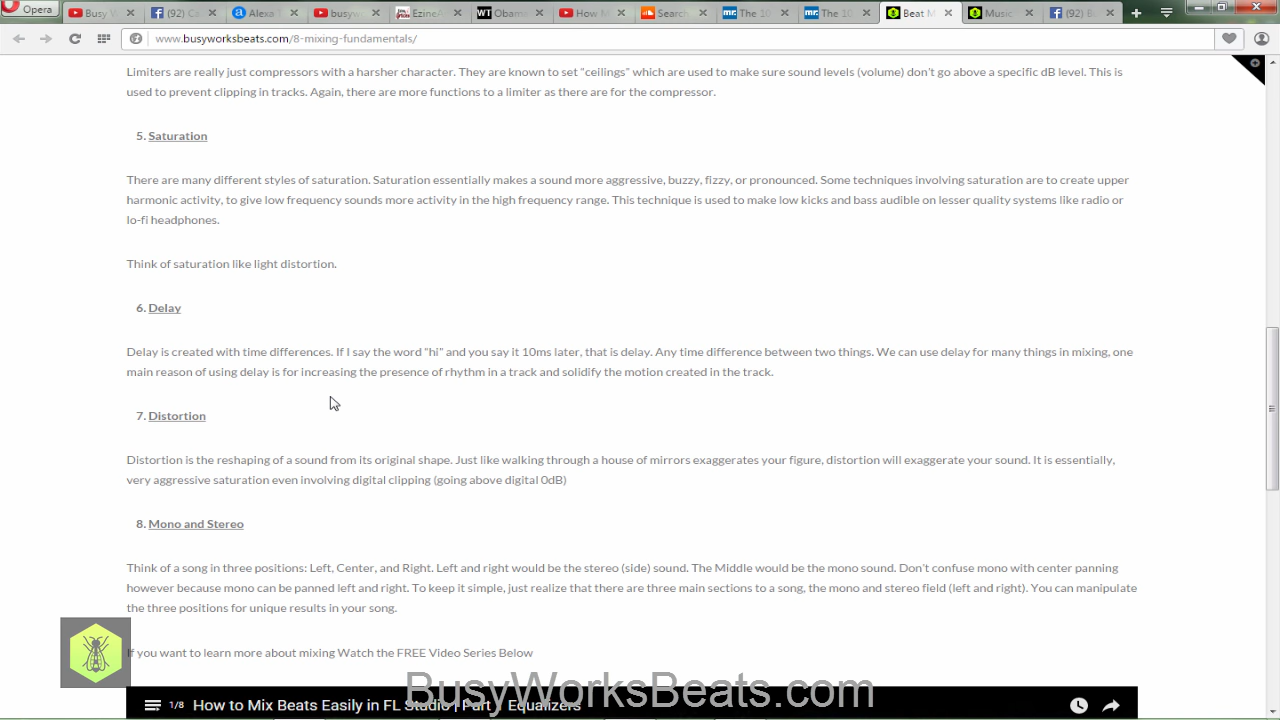 Opera
Busy W
(92) C
Alexa
busyw
EzineA
Obama
How M
Search
The 10
The 10
Beat M
Music
(92) B
www.busyworksbeats.com/8-mixing-fundamentals/
Limiters are really just compressors with a harsher character. They are known to set "ceilings" which are used to make sure sound levels (volume) don't go above a specific dB level. This is
used to prevent clipping in tracks. Again, there are more functions to a limiter as there are for the compressor.
5. Saturation
There are many different styles of saturation. Saturation essentially makes a sound more aggressive, buzzy, fizzy, or pronounced. Some techniques involving saturation are to create upper
harmonic activity, to give low frequency sounds more activity in the high frequency range. This technique is used to make low kicks and bass audible on lesser quality systems like radio or
lo-fi headphones.
Think of saturation like light distortion.
6. Delay
Delay is created with time differences. If I say the word "hi" and you say it 10ms later, that is delay. Any time difference between two things. We can use delay for many things in mixing, one
main reason of using delay is for increasing the presence of rhythm in a track and solidify the motion created in the track.
7. Distortion
Distortion is the reshaping of a sound from its original shape. Just like walking through a house of mirrors exaggerates your figure, distortion will exaggerate your sound. It is essentially,
very aggressive saturation even involving digital clipping (going above digital 0dB)
8. Mono and Stereo
Think of a song in three positions: Left, Center, and Right. Left and right would be the stereo (side) sound. The Middle would be the mono sound. Don't confuse mono with center panning
however because mono can be panned left and right. To keep it simple, just realize that there are three main sections to a song, the mono and stereo field (left and right). You can manipulate
the three positions for unique results in your song.
If you want to learn more about mixing Watch the FREE Video Series Below
BusyWorksBeats.com
1/8 How to Mix Beats Easily in FL Studio | Part 1 Equalizers